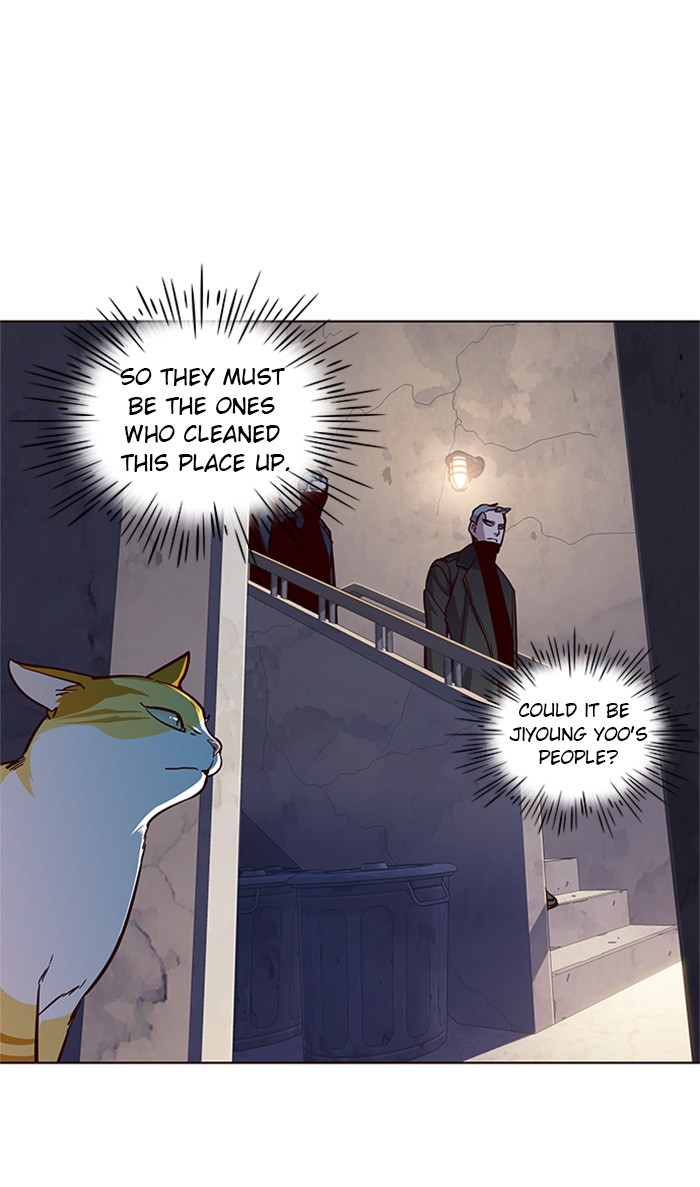 SO THEY MUST
BE THE ONES
WHO CLEANED
THIS PLACE UP.
COULD IT BE
JIYOUNG YOO'S
PEOPLE?